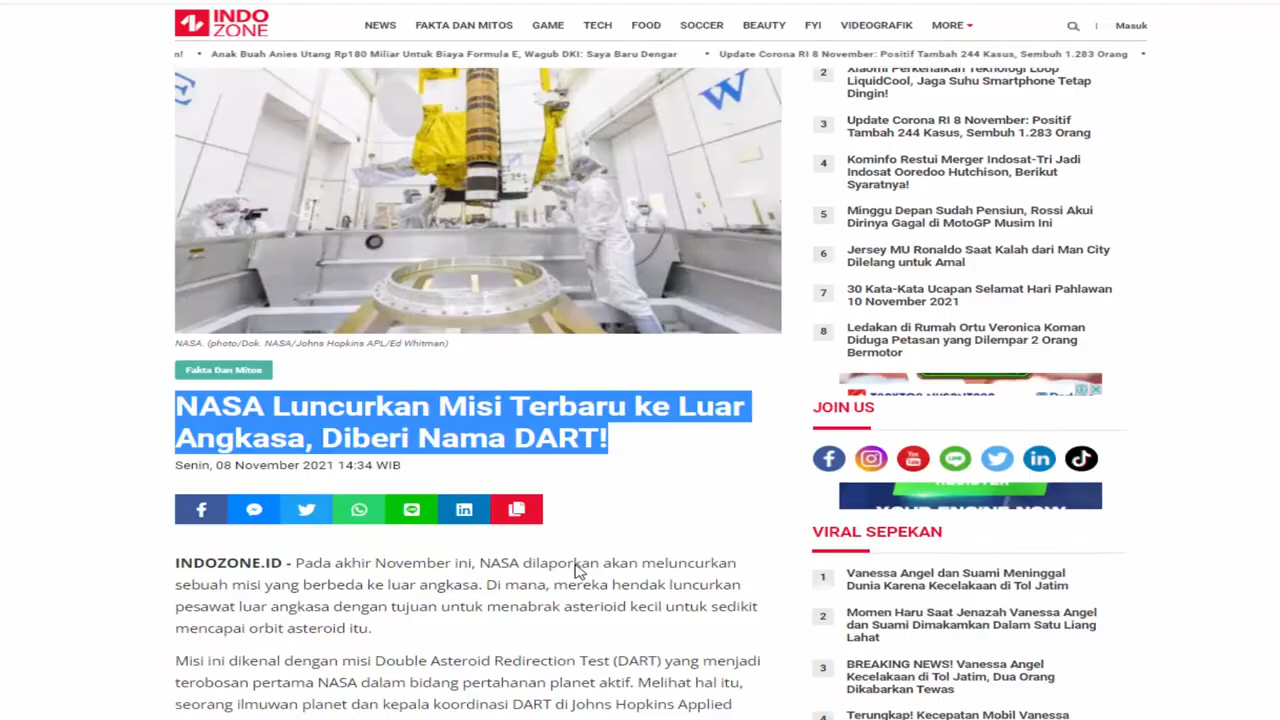 INDO
ZONE
NEWS FAKTA DAN MITOS GAME TECH FOOD SOCCER BEAUTY FYI VIDEOGRAFIK MORE
Masuk
n! • Anak Buah Anies Utang Rp180 Miliar Untuk Biaya Formula E, Wagub DKI: Saya Baru Dengar • Update Corona RI 8 November: Positif Tambah 244 Kasus, Sembuh 1.283 Orang •
E
W
NASA. (photo/Dok. NASA/Johns Hopkins APL/Ed Whitman)
Fakta Dan Mitos
NASA Luncurkan Misi Terbaru ke Luar
Angkasa, Diberi Nama DART!
Senin, 08 November 2021 14:34 WIB
INDOZONE.ID - Pada akhir November ini, NASA dilaporkan akan meluncurkan
sebuah misi yang berbeda ke luar angkasa. Di mana, mereka hendak luncurkan
pesawat luar angkasa dengan tujuan untuk menabrak asterioid kecil untuk sedikit
mencapai orbit asteroid itu.
Misi ini dikenal dengan misi Double Asteroid Redirection Test (DART) yang menjadi
terobosan pertama NASA dalam bidang pertahanan planet aktif. Melihat hal itu,
seorang ilmuwan planet dan kepala koordinasi DART di Johns Hopkins Applied
2 Xiaomi Perkenalkan Teknologi Loop
LiquidCool, Jaga Suhu Smartphone Tetap
Dingin!
3 Update Corona RI 8 November: Positif
Tambah 244 Kasus, Sembuh 1.283 Orang
4 Kominfo Restui Merger Indosat-Tri Jadi
Indosat Ooredoo Hutchison, Berikut
Syaratnya!
5 Minggu Depan Sudah Pensiun, Rossi Akui
Dirinya Gagal di MotoGP Musim Ini
6 Jersey MU Ronaldo Saat Kalah dari Man City
Dilelang untuk Amal
7 30 Kata-Kata Ucapan Selamat Hari Pahlawan
10 November 2021
8 Ledakan di Rumah Ortu Veronica Koman
Diduga Petasan yang Dilempar 2 Orang
Bermotor
JOIN US
REGISTER
YOUR ENGINE NOW
VIRAL SEPEKAN
1 Vanessa Angel dan Suami Meninggal
Dunia Karena Kecelakaan di Tol Jatim
2 Momen Haru Saat Jenazah Vanessa Angel
dan Suami Dimakamkan Dalam Satu Liang
Lahat
3 BREAKING NEWS! Vanessa Angel
Kecelakaan di Tol Jatim, Dua Orang
Dikabarkan Tewas
4 Terungkap! Kecepatan Mobil Vanessa